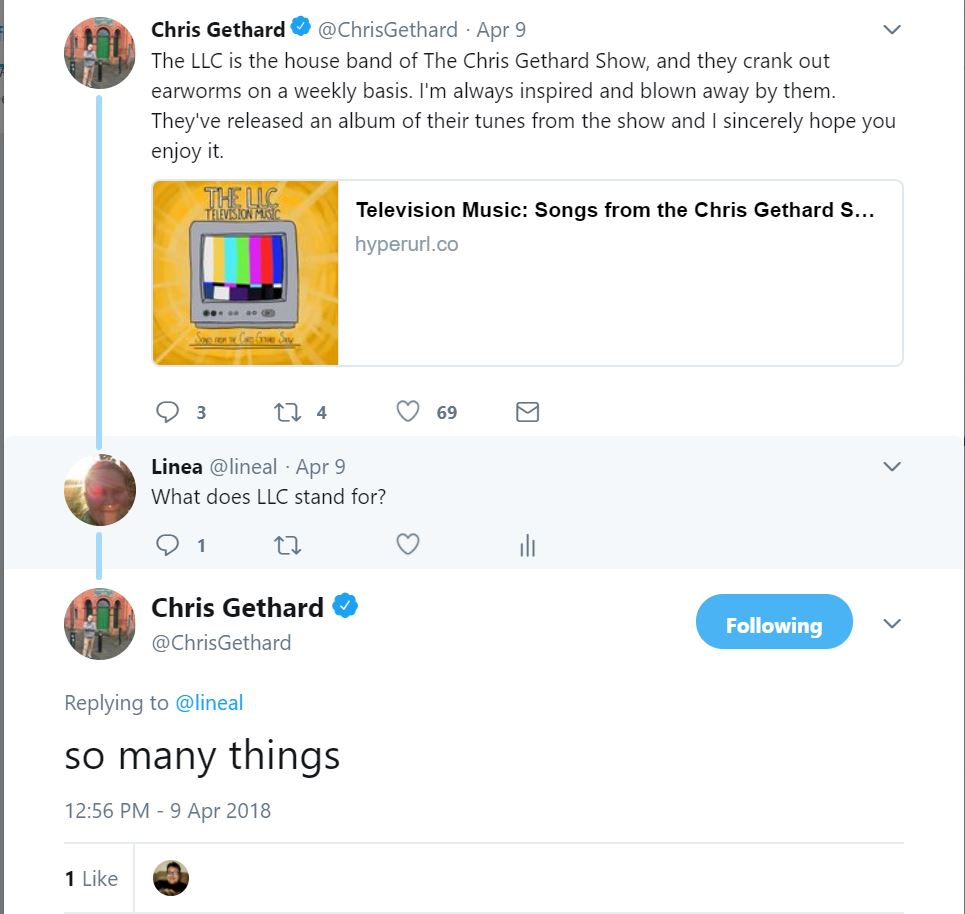 Chris Gethard @ChrisGethard · Apr 9
The LLC is the house band of The Chris Gethard Show, and they crank out
earworms on a weekly basis. I'm always inspired and blown away by them.
They've released an album of their tunes from the show and I sincerely hope you
enjoy it.
THE LLC
TELEVISION MUSIC
SONGS FROM THE CHRIS GETHARD SHOW
Television Music: Songs from the Chris Gethard S...
hyperurl.co
3 4 69
Linea @lineal · Apr 9
What does LLC stand for?
1
Chris Gethard
@ChrisGethard
Following
Replying to @lineal
so many things
12:56 PM - 9 Apr 2018
1 Like